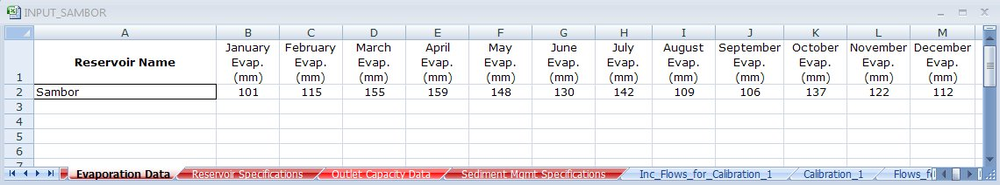 INPUT_SAMBOR
A B C D E F G H I J K L M
1 Reservoir Name January Evap. (mm) February Evap. (mm) March Evap. (mm) April Evap. (mm) May Evap. (mm) June Evap. (mm) July Evap. (mm) August Evap. (mm) September Evap. (mm) October Evap. (mm) November Evap. (mm) December Evap. (mm)
2 Sambor 101 115 155 159 148 130 142 109 106 137 122 112
3
4
5
6
7
Evaporation Data Reservoir Specifications Outlet Capacity Data Sediment Mgmt Specifications Inc_Flows_for_Calibration_1 Calibration_1